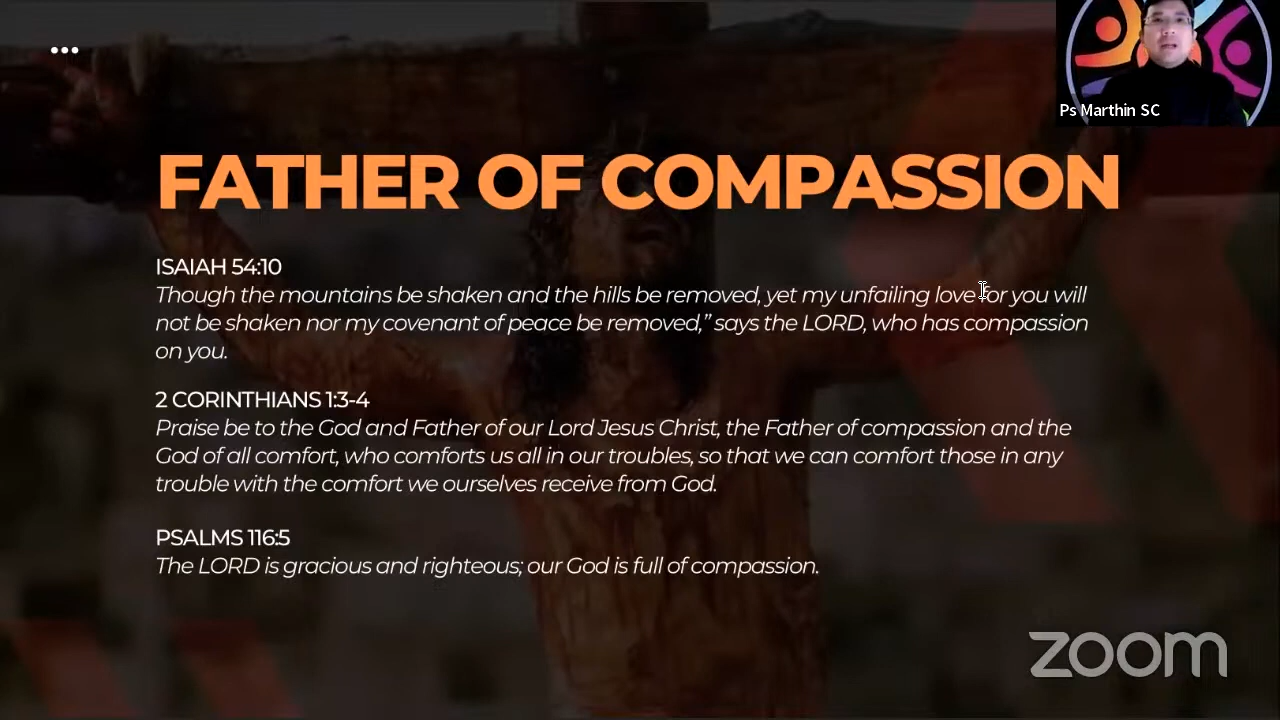 Ps Marthin SC
FATHER OF COMPASSION
ISAIAH 54:10
Though the mountains be shaken and the hills be removed, yet my unfailing love for you will
not be shaken nor my covenant of peace be removed,” says the LORD, who has compassion
on you.
2 CORINTHIANS 1:3-4
Praise be to the God and Father of our Lord Jesus Christ, the Father of compassion and the
God of all comfort, who comforts us all in our troubles, so that we can comfort those in any
trouble with the comfort we ourselves receive from God.
PSALMS 116:5
The LORD is gracious and righteous; our God is full of compassion.
zoom